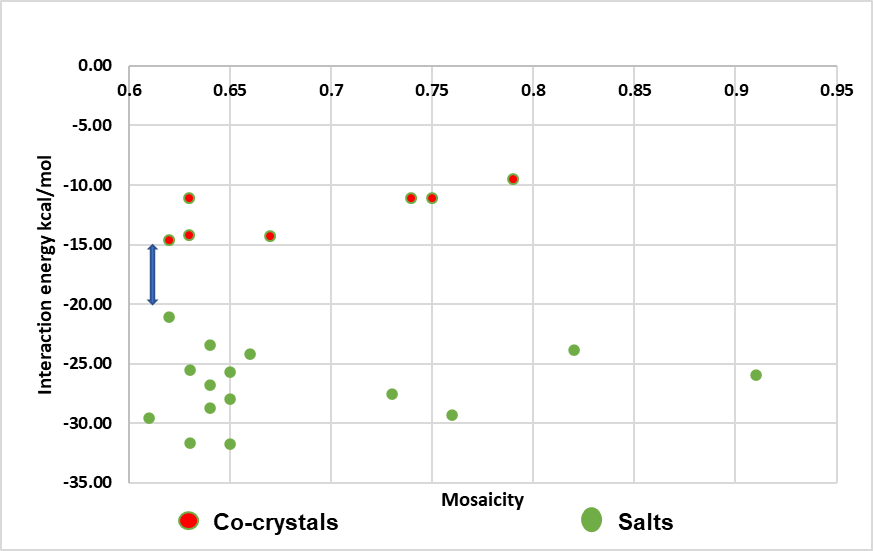 0.00
0.6 0.65 0.7 0.75 0.8 0.85 0.9 0.95
-5.00
-10.00
-15.00
-20.00
-25.00
-30.00
-35.00
Interaction energy kcal/mol
Mosaicity
Co-crystals Salts